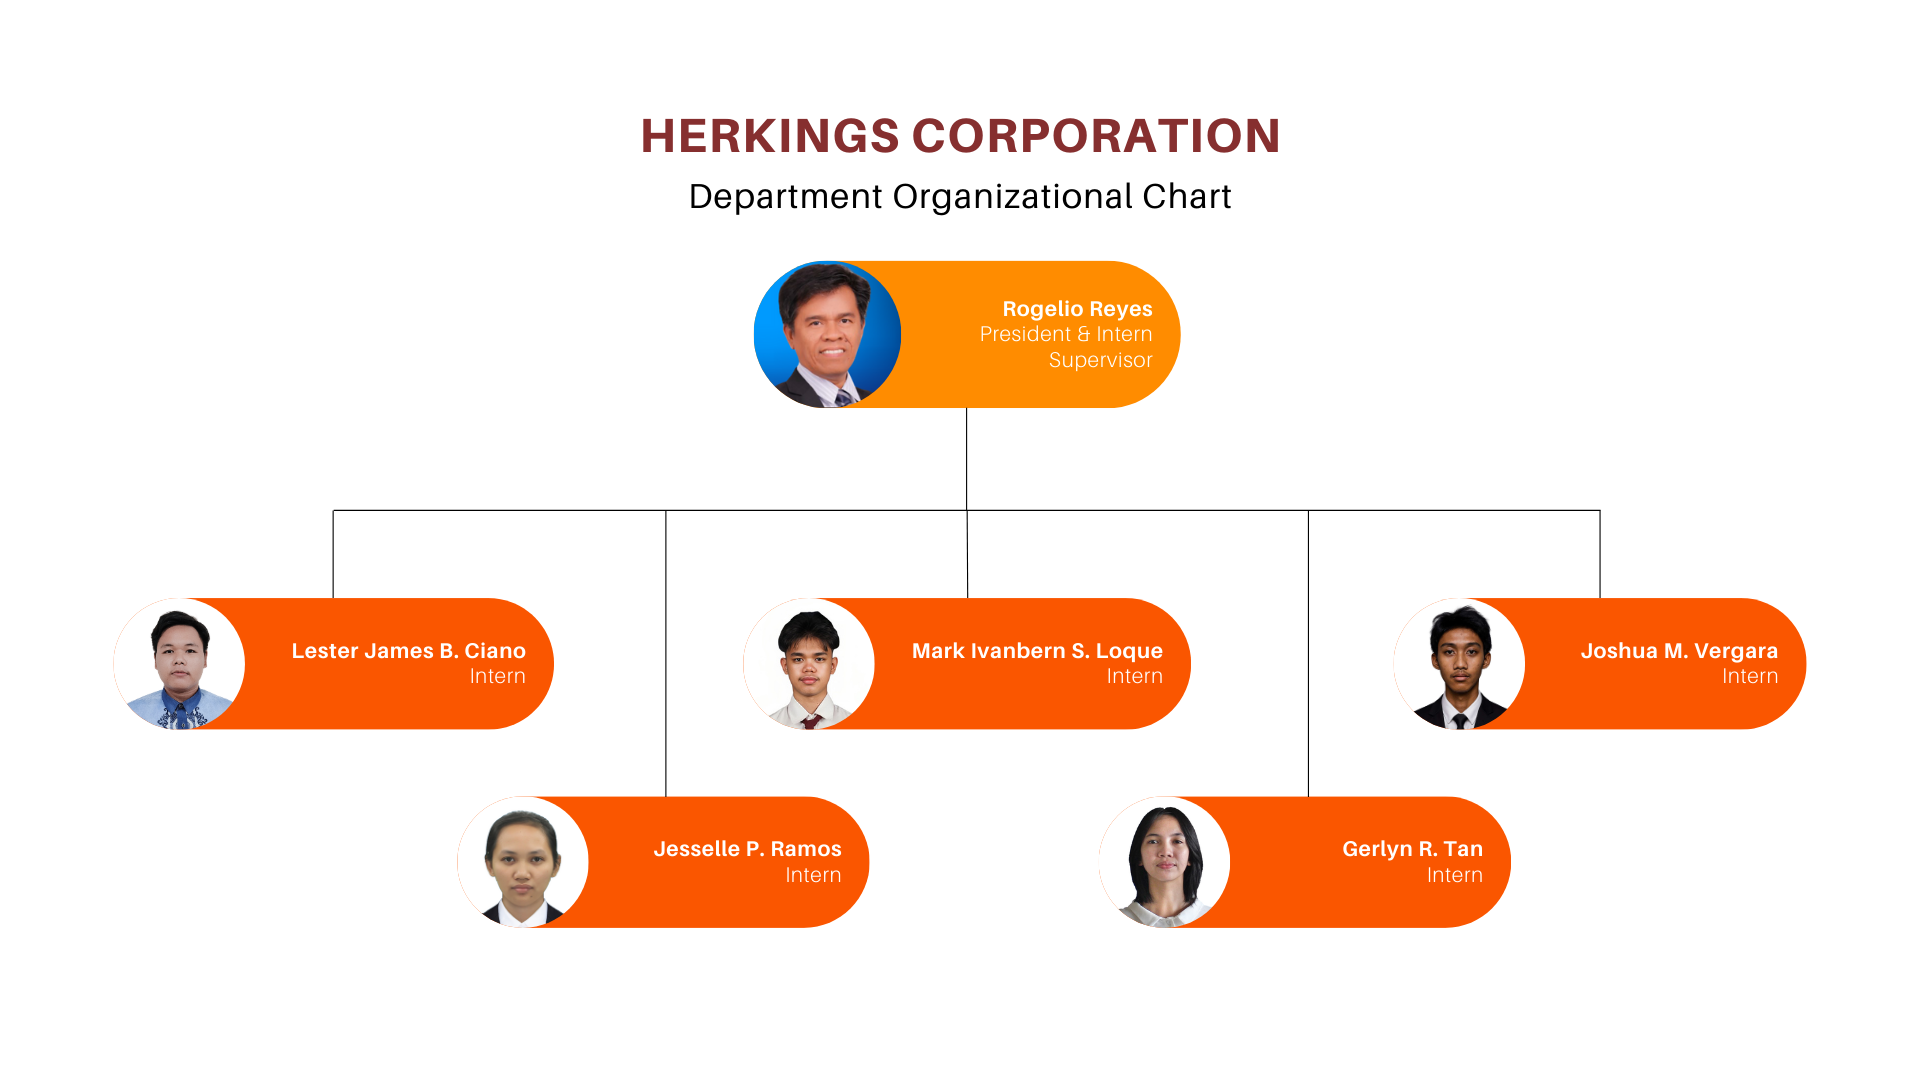 HERKINGS CORPORATION
Department Organizational Chart
Rogelio Reyes
President & Intern
Supervisor
Lester James B. Ciano
Intern
Mark Ivanbern S. Loque
Intern
Joshua M. Vergara
Intern
Jesselle P. Ramos
Intern
Gerlyn R. Tan
Intern